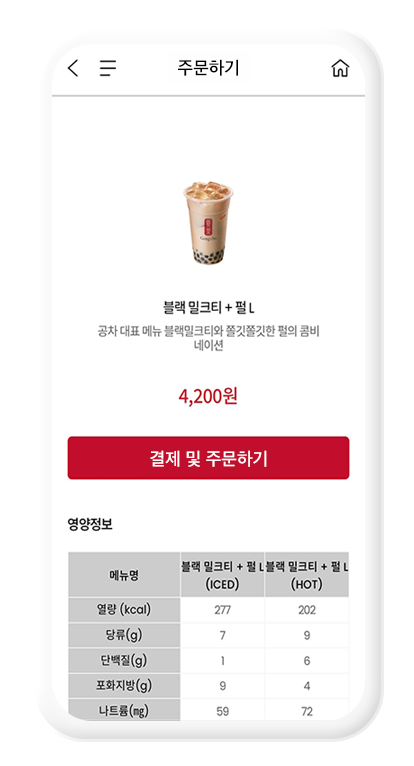 주문하기
블랙 밀크티 + 펄 L
공차 대표 메뉴 블랙밀크티와 쫄깃쫄깃한 펄의 콤비
네이션
4,200원
결제 및 주문하기
영양정보
메뉴명 블랙 밀크티 + 펄 L (ICED) 블랙 밀크티 + 펄 L (HOT)
열량 (kcal) 277 202
당류(g) 7 9
단백질(g) 1 6
포화지방(g) 9 4
나트륨(㎎) 59 72